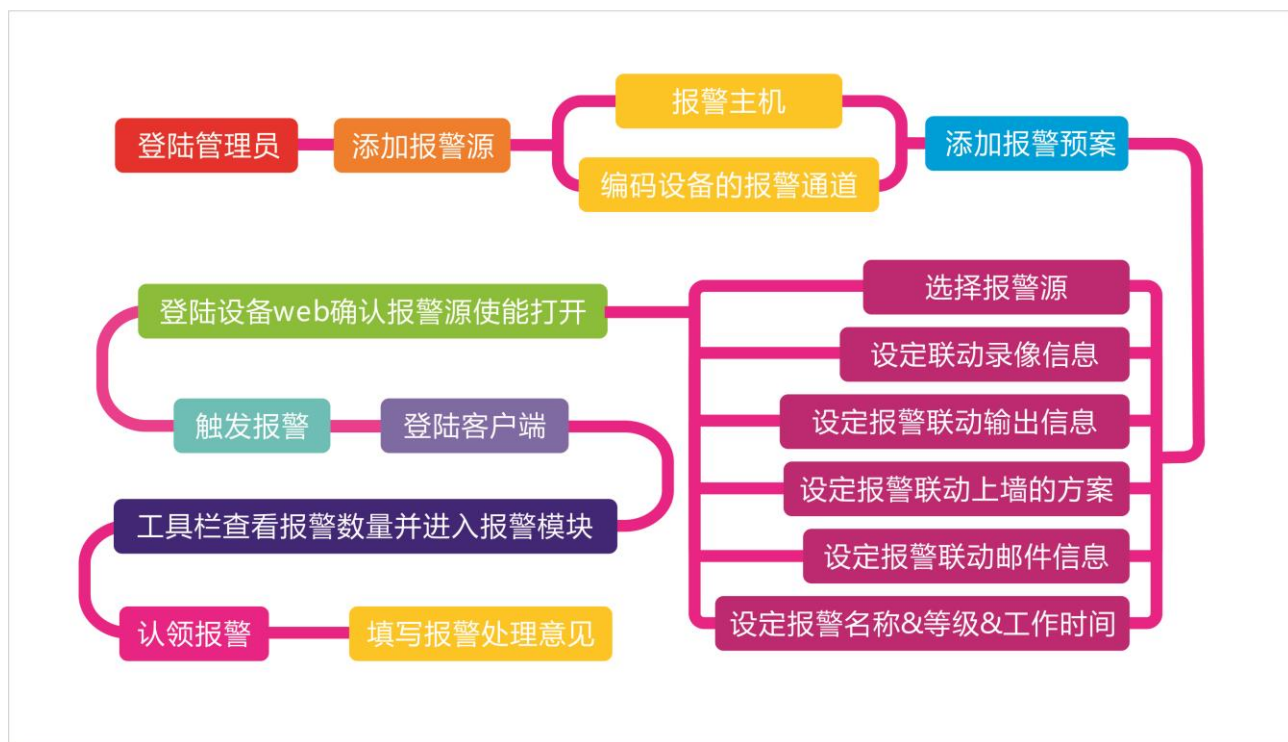 登陆管理员
添加报警源
报警主机
编码设备的报警通道
添加报警预案
选择报警源
设定联动录像信息
设定报警联动输出信息
设定报警联动上墙的方案
设定报警联动邮件信息
设定报警名称&等级&工作时间
登陆设备web确认报警源使能打开
触发报警
登陆客户端
工具栏查看报警数量并进入报警模块
认领报警
填写报警处理意见